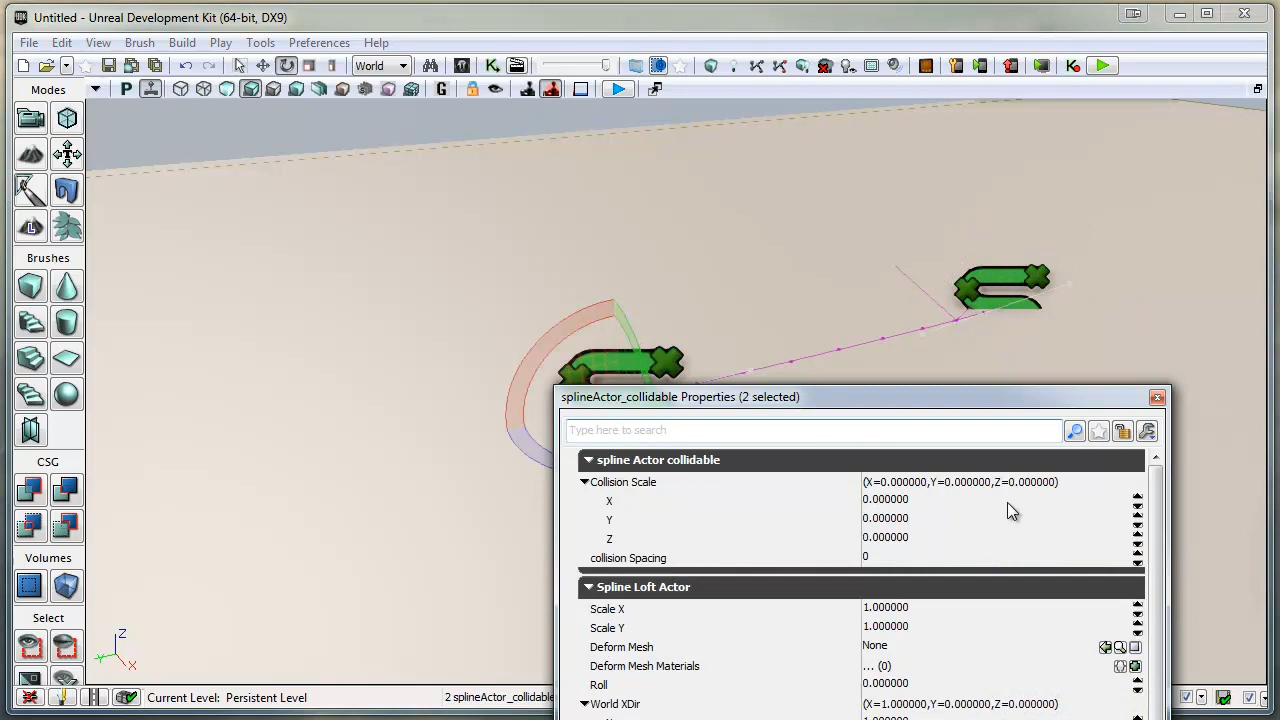 Untitled - Unreal Development Kit (64-bit, DX9)
File Edit View Brush Build Play Tools Preferences Help
World
Modes
P
G
L
Brushes
CSG
Volumes
Select
Z
Y
X
splineActor_collidable Properties (2 selected)
Type here to search
spline Actor collidable
Collision Scale (X=0.000000,Y=0.000000,Z=0.000000)
X 0.000000
Y 0.000000
Z 0.000000
collision Spacing 0
Spline Loft Actor
Scale X 1.000000
Scale Y 1.000000
Deform Mesh None
Deform Mesh Materials ... (0)
Roll 0.000000
World XDir (X=1.000000,Y=0.000000,Z=0.000000)
1.000000
Current Level: Persistent Level 2 splineActor_collidable